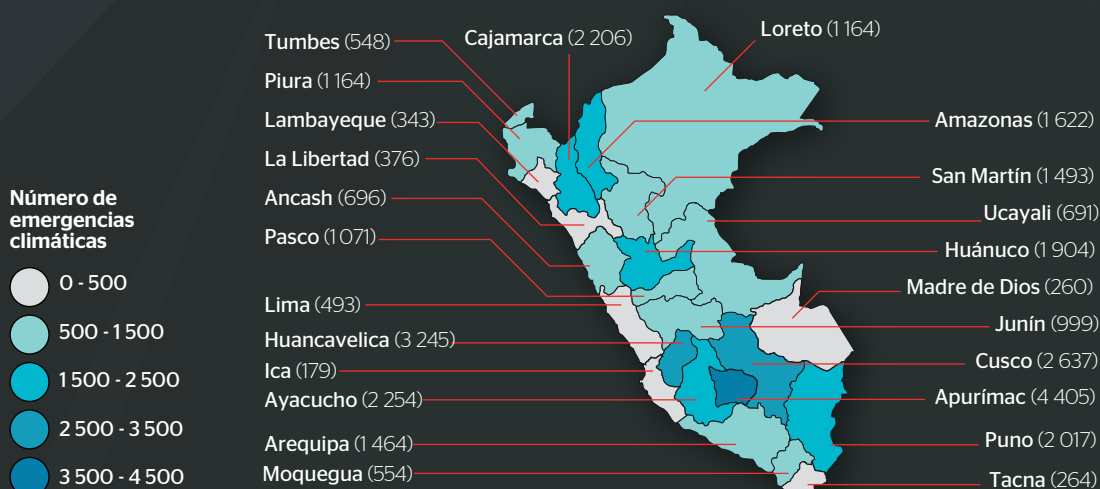 Tumbes (548)
Piura (1 164)
Lambayeque (343)
La Libertad (376)
Ancash (696)
Pasco (1 071)
Lima (493)
Huancavelica (3 245)
Ica (179)
Ayacucho (2 254)
Arequipa (1 464)
Moquegua (554)
Cajamarca (2 206)
Loreto (1 164)
Amazonas (1 622)
San Martín (1 493)
Ucayali (691)
Huánuco (1 904)
Madre de Dios (260)
Junín (999)
Cusco (2 637)
Apurímac (4 405)
Puno (2 017)
Tacna (264)
Número de
emergencias
climáticas
0 - 500
500 - 1 500
1 500 - 2 500
2 500 - 3 500
3 500 - 4 500